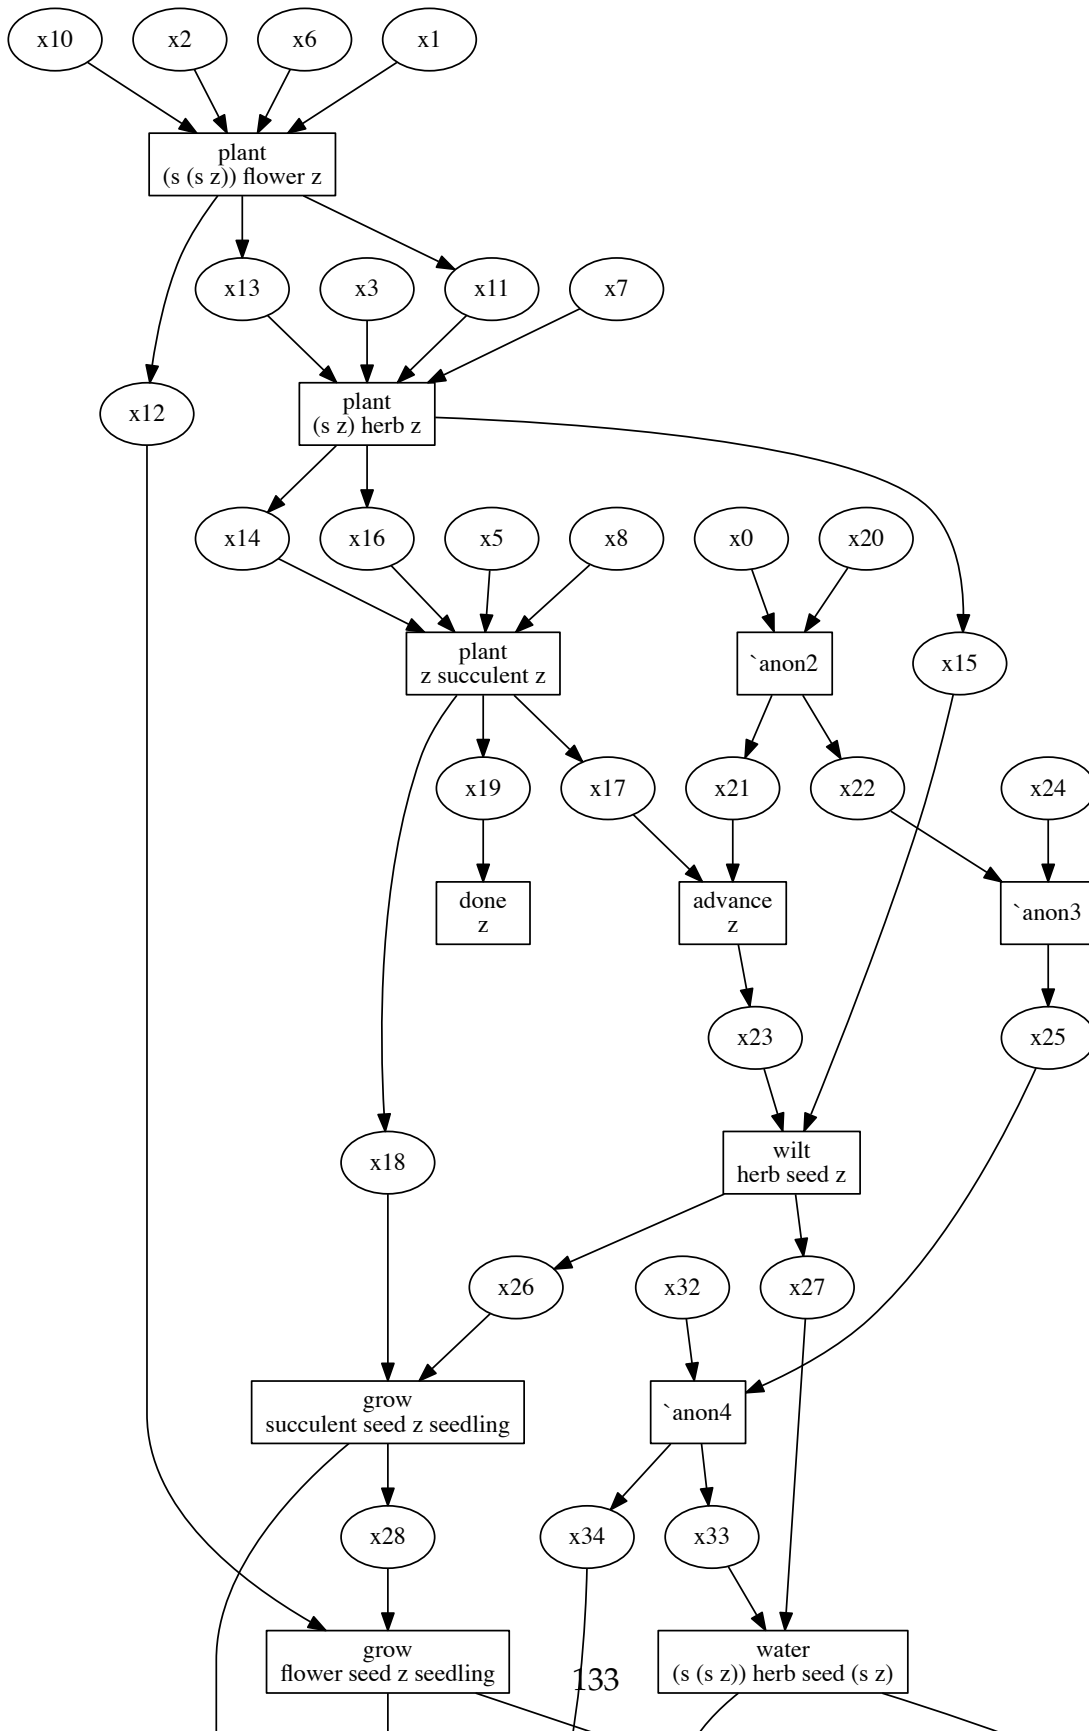 x10
x2
x6
x1
plant
(s (s z)) flower z
x13
x3
x11
x7
x12
plant
(s z) herb z
x14
x16
x5
x8
x0
x20
plant
z succulent z
`anon2
x15
x19
x17
x21
x22
x24
done
z
advance
z
`anon3
x23
x25
x18
wilt
herb seed z
x26
x32
x27
grow
succulent seed z seedling
`anon4
x28
x34
x33
grow
flower seed z seedling
water
(s (s z)) herb seed (s z)
133